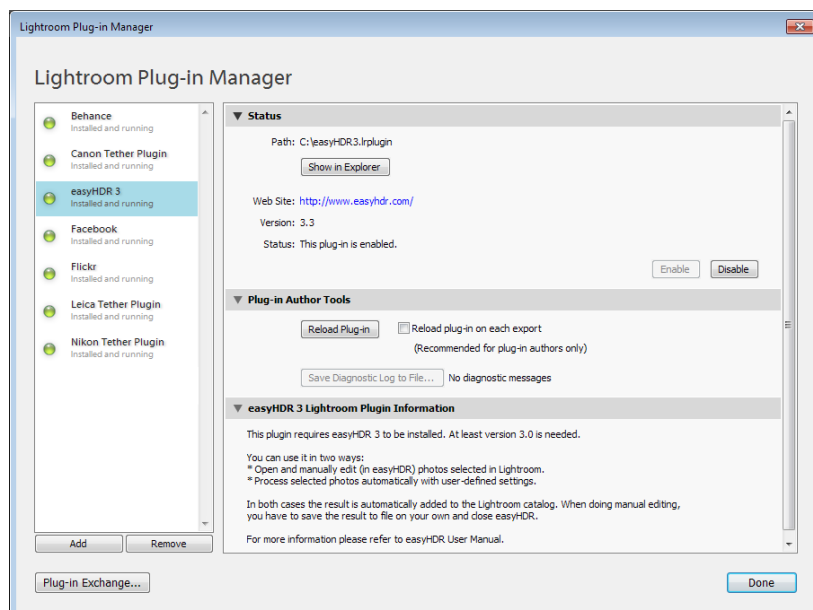 Lightroom Plug-in Manager
Lightroom Plug-in Manager
Behance
Installed and running
Canon Tether Plugin
Installed and running
easyHDR 3
Installed and running
Facebook
Installed and running
Flickr
Installed and running
Leica Tether Plugin
Installed and running
Nikon Tether Plugin
Installed and running
Add Remove
Plug-in Exchange...
Status
Path: C:\easyHDR3.lrplugin
Show in Explorer
Web Site: http://www.easyhdr.com/
Version: 3.3
Status: This plug-in is enabled.
Enable Disable
Plug-in Author Tools
Reload Plug-in Reload plug-in on each export
(Recommended for plug-in authors only)
Save Diagnostic Log to File... No diagnostic messages
easyHDR 3 Lightroom Plugin Information
This plugin requires easyHDR 3 to be installed. At least version 3.0 is needed.
You can use it in two ways:
* Open and manually edit (in easyHDR) photos selected in Lightroom.
* Process selected photos automatically with user-defined settings.
In both cases the result is automatically added to the Lightroom catalog. When doing manual editing,
you have to save the result to file on your own and close easyHDR.
For more information please refer to easyHDR User Manual.
Done